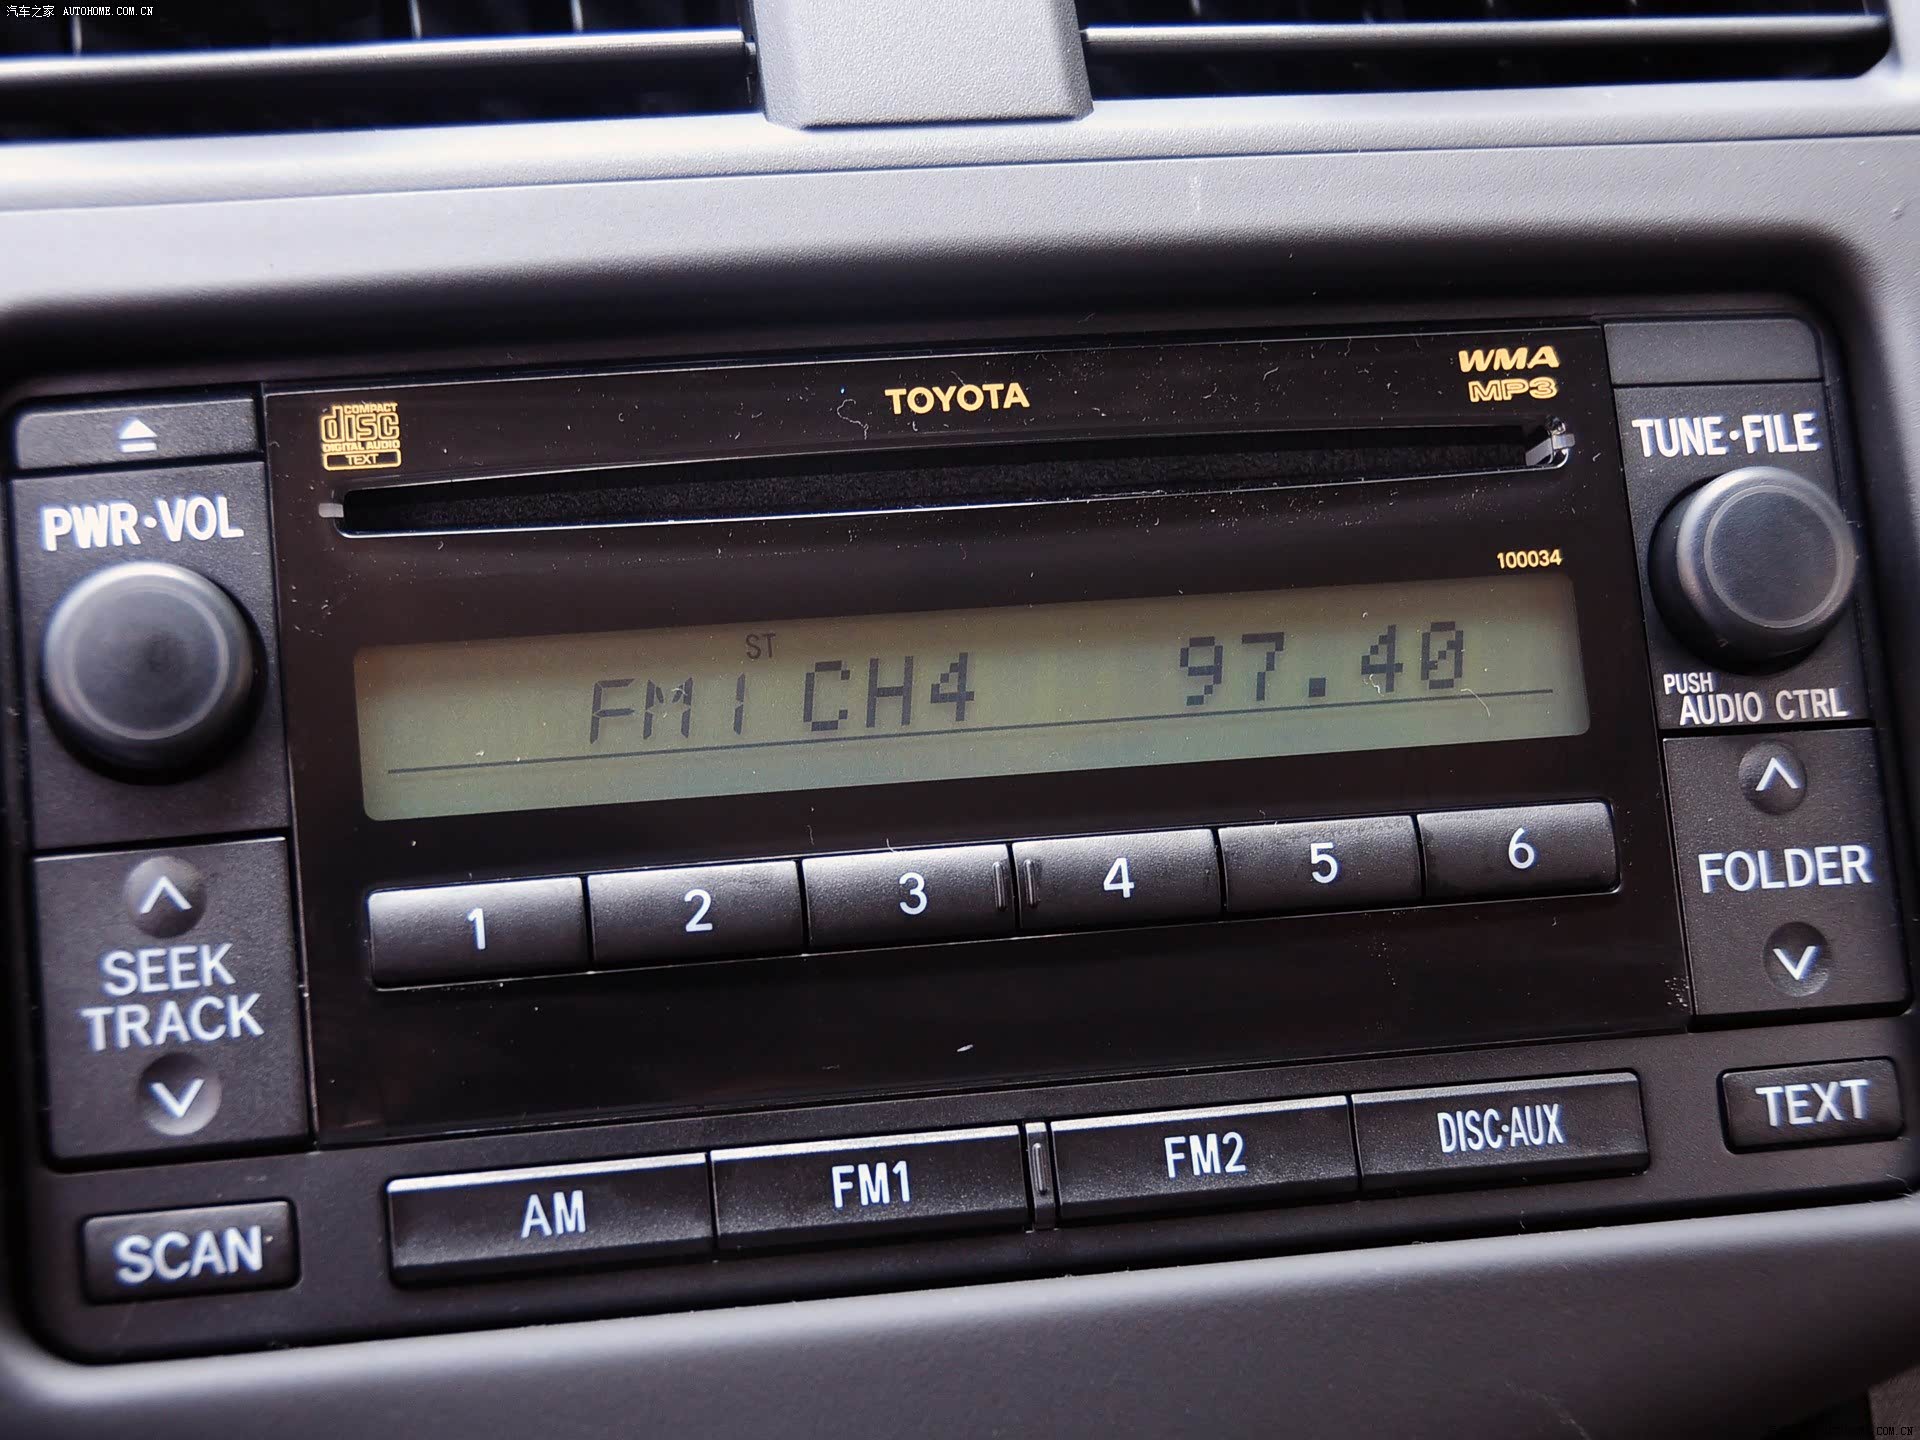 汽车之家 AUTOHOME.COM.CN
COMPACT
disc
DIGITAL AUDIO
TEXT
TOYOTA
WMA
MP3
PWR·VOL
TUNE·FILE
100034
ST
FM1 CH4 97.40
PUSH
AUDIO CTRL
1 2 3 4 5 6
FOLDER
SEEK
TRACK
AM FM1 FM2 DISC·AUX TEXT
SCAN
.COM.CN